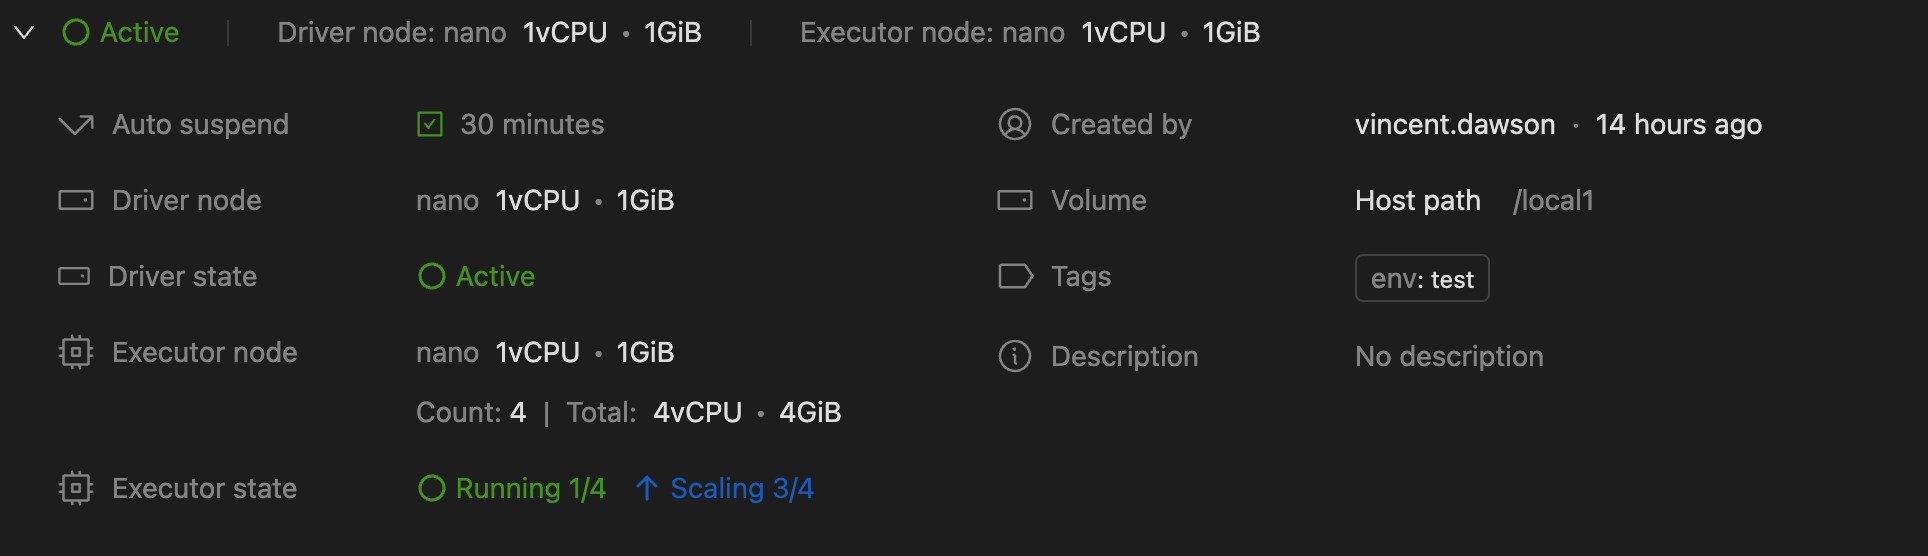 Active | Driver node: nano 1vCPU • 1GiB | Executor node: nano 1vCPU • 1GiB
Auto suspend 30 minutes
Created by vincent.dawson · 14 hours ago
Driver node nano 1vCPU • 1GiB
Volume Host path /local1
Driver state Active
Tags env: test
Executor node nano 1vCPU • 1GiB
Count: 4 | Total: 4vCPU • 4GiB
Description No description
Executor state Running 1/4 ↑ Scaling 3/4